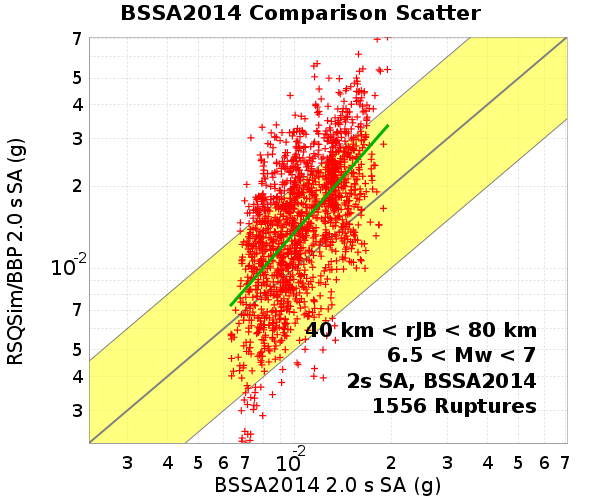 BSSA2014 Comparison Scatter
RSQSim/BBP 2.0 s SA (g)
7
5
4
3
2
10-2
7
5
4
3
40 km < rJB < 80 km
6.5 < Mw < 7
2s SA, BSSA2014
1556 Ruptures
3 4 5 6 7 10-2 2 3 4 5 6 7
BSSA2014 2.0 s SA (g)